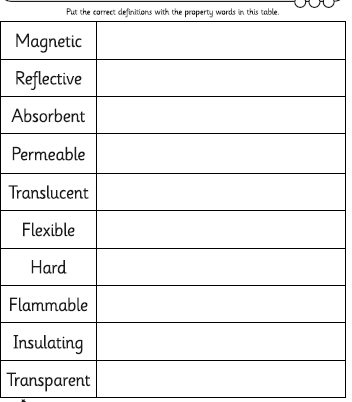 Put the correct definitions with the property words in this table.
Magnetic
Reflective
Absorbent
Permeable
Translucent
Flexible
Hard
Flammable
Insulating
Transparent